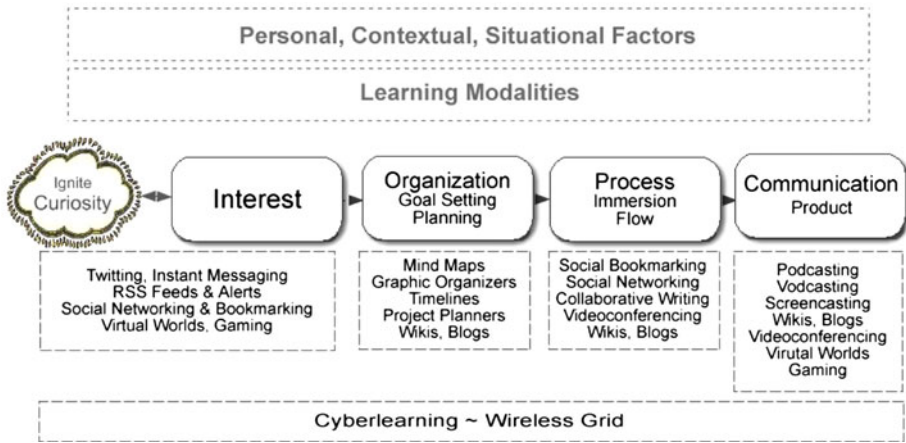 Personal, Contextual, Situational Factors
Learning Modalities
Ignite
Curiosity
Interest
Organization
Goal Setting
Planning
Process
Immersion
Flow
Communication
Product
Twitting, Instant Messaging
RSS Feeds & Alerts
Social Networking & Bookmarking
Virtual Worlds, Gaming
Mind Maps
Graphic Organizers
Timelines
Project Planners
Wikis, Blogs
Social Bookmarking
Social Networking
Collaborative Writing
Videoconferencing
Wikis, Blogs
Podcasting
Vodcasting
Screencasting
Wikis, Blogs
Videoconferencing
Virutal Worlds
Gaming
Cyberlearning ~ Wireless Grid